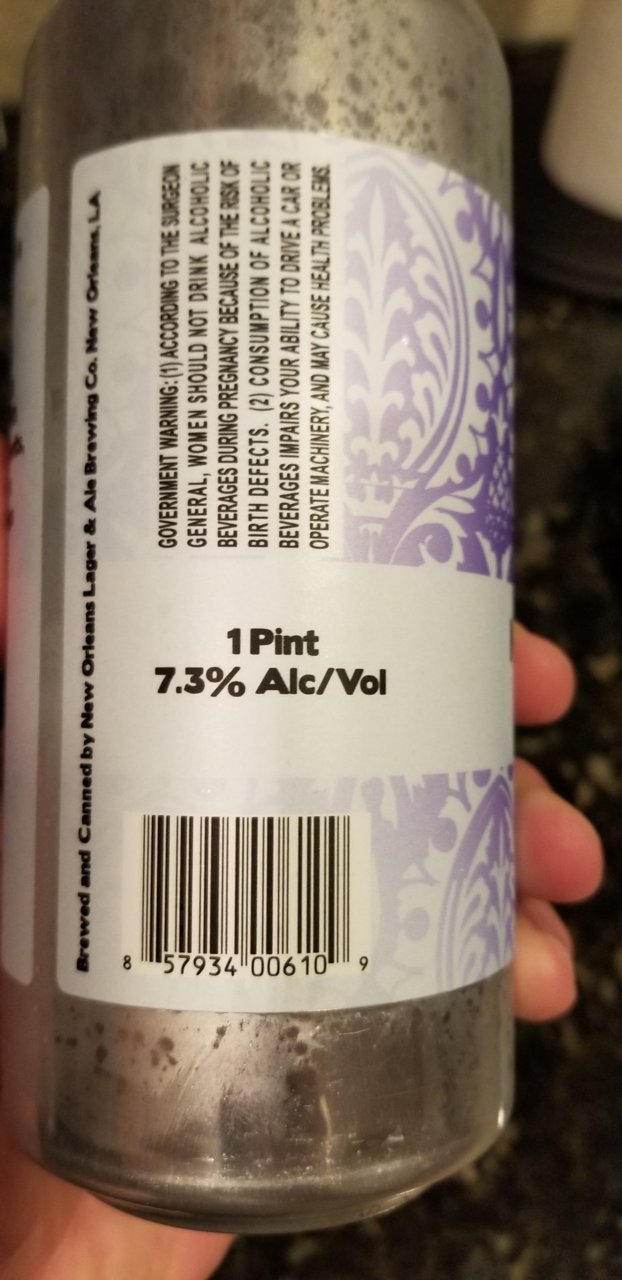 Brewed and Canned by New Orleans Lager & Ale Brewing Co. New Orleans, LA
GOVERNMENT WARNING: (1) ACCORDING TO THE SURGEON
GENERAL, WOMEN SHOULD NOT DRINK ALCOHOLIC
BEVERAGES DURING PREGNANCY BECAUSE OF THE RISK OF
BIRTH DEFECTS. (2) CONSUMPTION OF ALCOHOLIC
BEVERAGES IMPAIRS YOUR ABILITY TO DRIVE A CAR OR
OPERATE MACHINERY, AND MAY CAUSE HEALTH PROBLEMS.
1 Pint
7.3% Alc/Vol
8 57934 00610 9